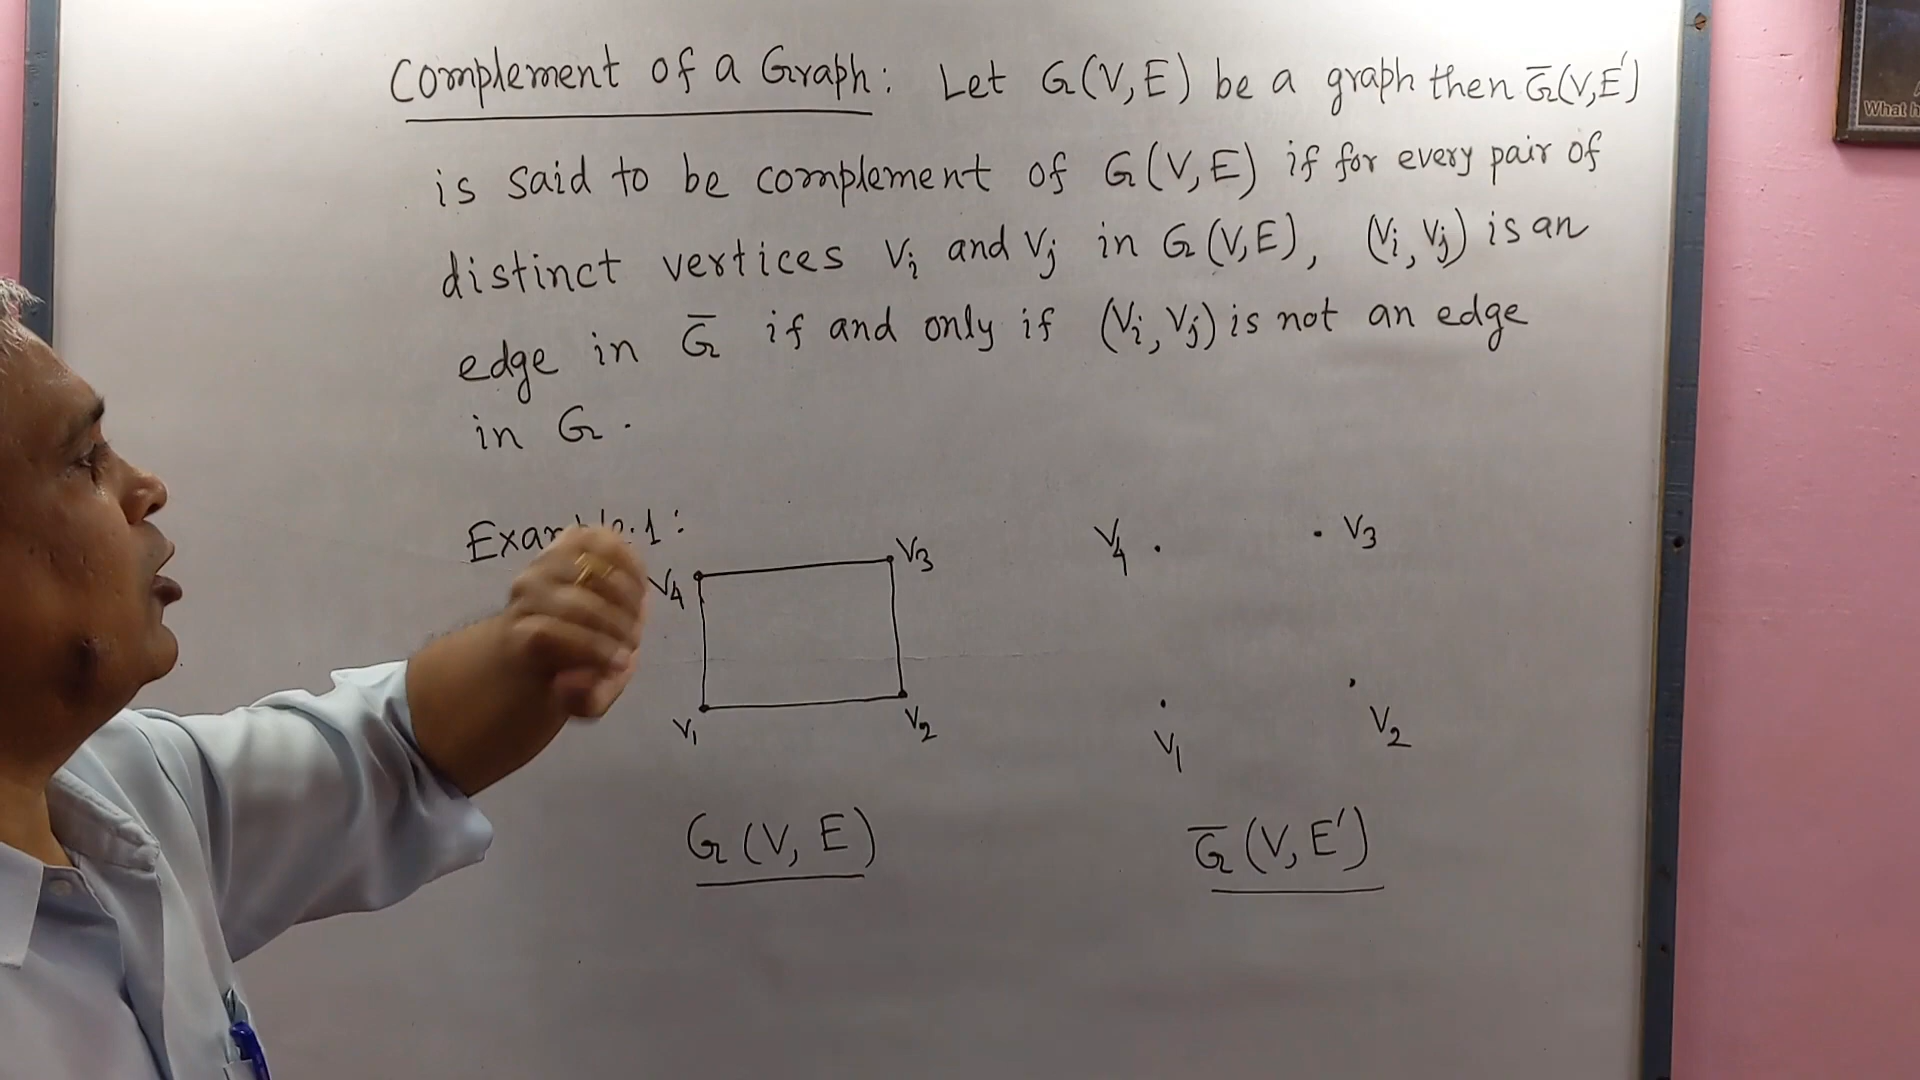 Complement of a Graph: Let G(V,E) be a graph then G̅(V,E')
is said to be complement of G(V,E) if for every pair of
distinct vertices Vi and Vj in G(V,E), (Vi, Vj) is an
edge in G̅ if and only if (Vi, Vj) is not an edge
in G.
1:
V4 V3
V1 V2
G(V, E)
V4 V3
V1 V2
G̅(V, E')
What